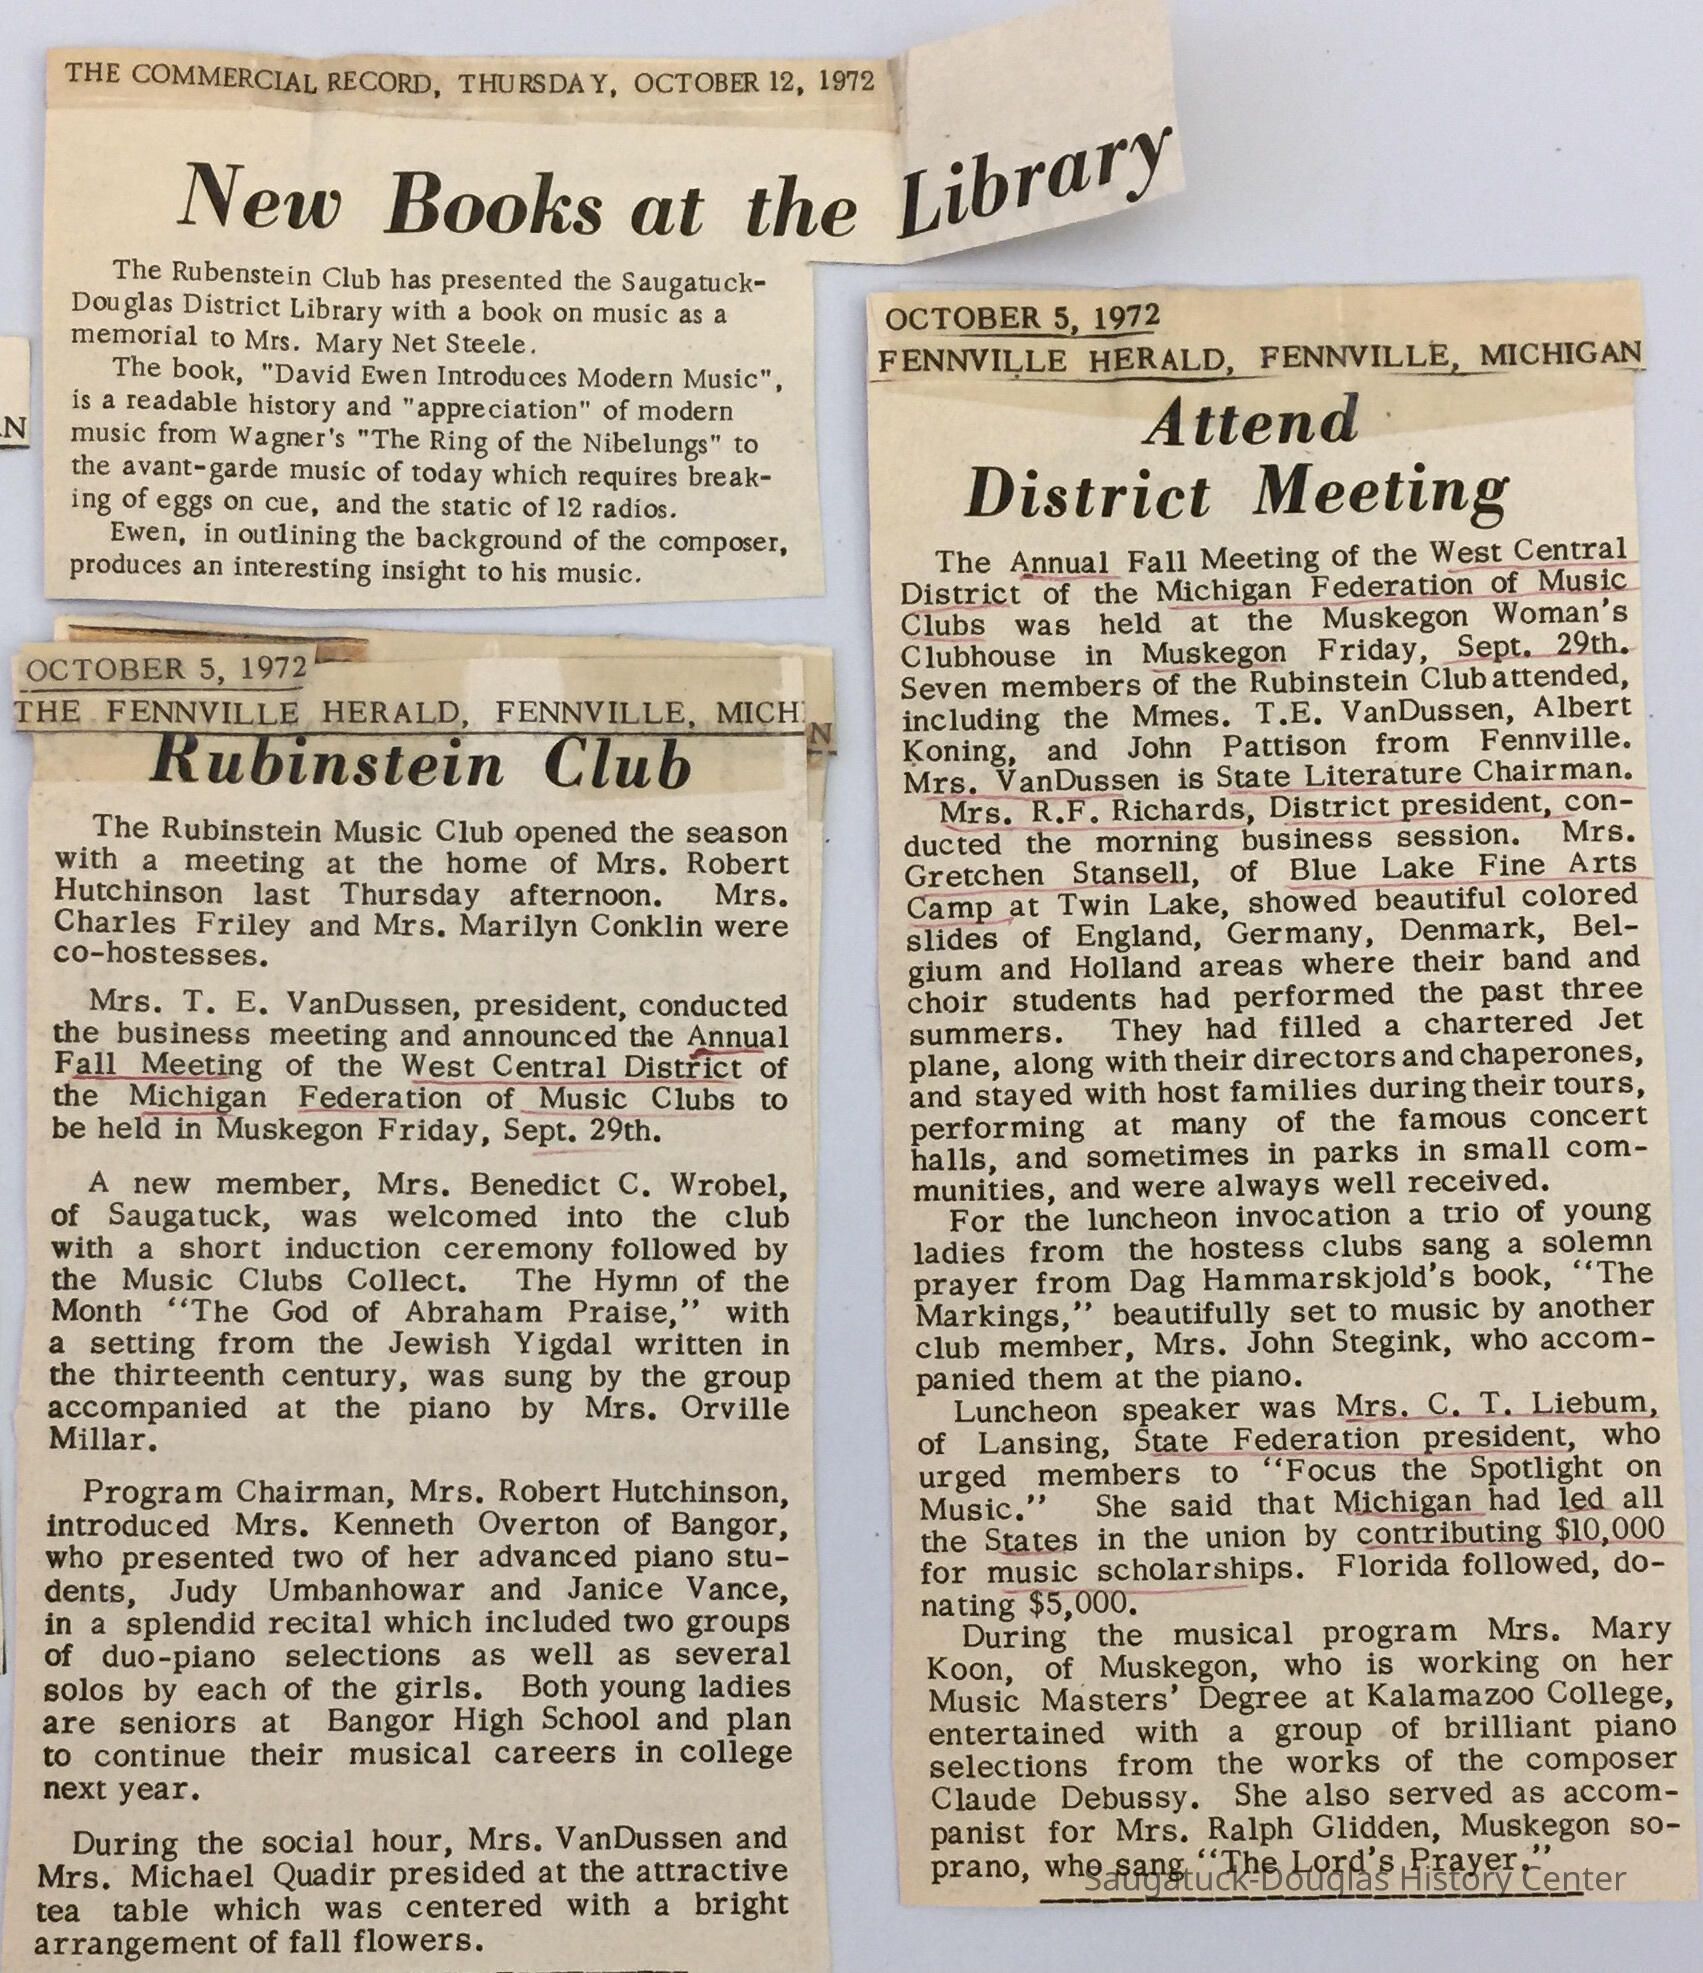 THE COMMERCIAL RECORD, THURSDAY, OCTOBER 12, 1972
New Books at the Library
The Rubenstein Club has presented the Saugatuck-
Douglas District Library with a book on music as a
memorial to Mrs. Mary Net Steele.
The book, "David Ewen Introduces Modern Music",
is a readable history and "appreciation" of modern
music from Wagner's "The Ring of the Nibelungs" to
the avant-garde music of today which requires break-
ing of eggs on cue, and the static of 12 radios.
Ewen, in outlining the background of the composer,
produces an interesting insight to his music.
N
OCTOBER 5, 1972
THE FENNVILLE HERALD, FENNVILLE, MICH
N
Rubinstein Club
The Rubinstein Music Club opened the season
with a meeting at the home of Mrs. Robert
Hutchinson last Thursday afternoon. Mrs.
Charles Friley and Mrs. Marilyn Conklin were
co-hostesses.
Mrs. T. E. VanDussen, president, conducted
the business meeting and announced the Annual
Fall Meeting of the West Central District of
the Michigan Federation of Music Clubs to
be held in Muskegon Friday, Sept. 29th.
A new member, Mrs. Benedict C. Wrobel,
of Saugatuck, was welcomed into the club
with a short induction ceremony followed by
the Music Clubs Collect. The Hymn of the
Month "The God of Abraham Praise," with
a setting from the Jewish Yigdal written in
the thirteenth century, was sung by the group
accompanied at the piano by Mrs. Orville
Millar.
Program Chairman, Mrs. Robert Hutchinson,
introduced Mrs. Kenneth Overton of Bangor,
who presented two of her advanced piano stu-
dents, Judy Umbanhowar and Janice Vance,
in a splendid recital which included two groups
of duo-piano selections as well as several
solos by each of the girls. Both young ladies
are seniors at Bangor High School and plan
to continue their musical careers in college
next year.
During the social hour, Mrs. VanDussen and
Mrs. Michael Quadir presided at the attractive
tea table which was centered with a bright
arrangement of fall flowers.
OCTOBER 5, 1972
FENNVILLE HERALD, FENNVILLE, MICHIGAN
Attend
District Meeting
The Annual Fall Meeting of the West Central
District of the Michigan Federation of Music
Clubs was held at the Muskegon Woman's
Clubhouse in Muskegon Friday, Sept. 29th.
Seven members of the Rubinstein Club attended,
including the Mmes. T.E. VanDussen, Albert
Koning, and John Pattison from Fennville.
Mrs. VanDussen is State Literature Chairman.
Mrs. R.F. Richards, District president, con-
ducted the morning business session. Mrs.
Gretchen Stansell, of Blue Lake Fine Arts
Camp at Twin Lake, showed beautiful colored
slides of England, Germany, Denmark, Bel-
gium and Holland areas where their band and
choir students had performed the past three
summers. They had filled a chartered Jet
plane, along with their directors and chaperones,
and stayed with host families during their tours,
performing at many of the famous concert
halls, and sometimes in parks in small com-
munities, and were always well received.
For the luncheon invocation a trio of young
ladies from the hostess clubs sang a solemn
prayer from Dag Hammarskjold's book, "The
Markings," beautifully set to music by another
club member, Mrs. John Stegink, who accom-
panied them at the piano.
Luncheon speaker was Mrs. C. T. Liebum,
of Lansing, State Federation president, who
urged members to "Focus the Spotlight on
Music." She said that Michigan had led all
the States in the union by contributing $10,000
for music scholarships. Florida followed, do-
nating $5,000.
During the musical program Mrs. Mary
Koon, of Muskegon, who is working on her
Music Masters' Degree at Kalamazoo College,
entertained with a group of brilliant piano
selections from the works of the composer
Claude Debussy. She also served as accom-
panist for Mrs. Ralph Glidden, Muskegon so-
prano, who sang "The Lord's Prayer."
Saugatuck-Douglas History Center